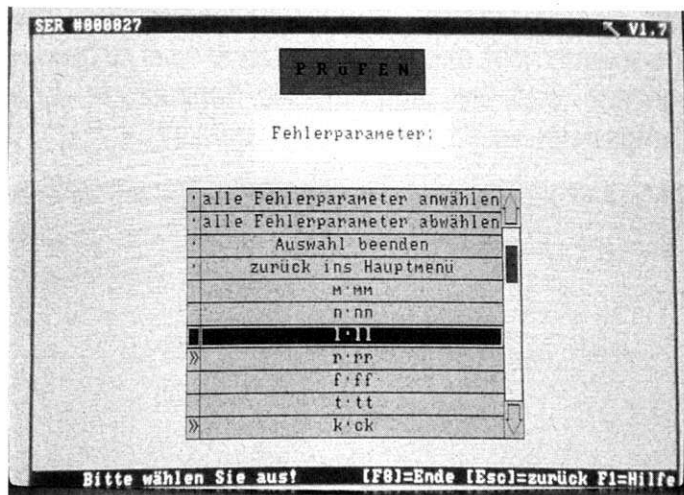 SER #000027 V1.7
PRüFEN
Fehlerparameter:
· alle Fehlerparameter anwählen
· alle Fehlerparameter abwählen
· Auswahl beenden
· zurück ins Hauptmenü
m·mm
n·nn
l·ll
» r·rr
f·ff
t·tt
» k·ck
Bitte wählen Sie aus! [F8]=Ende [Esc]=zurück F1=Hilfe